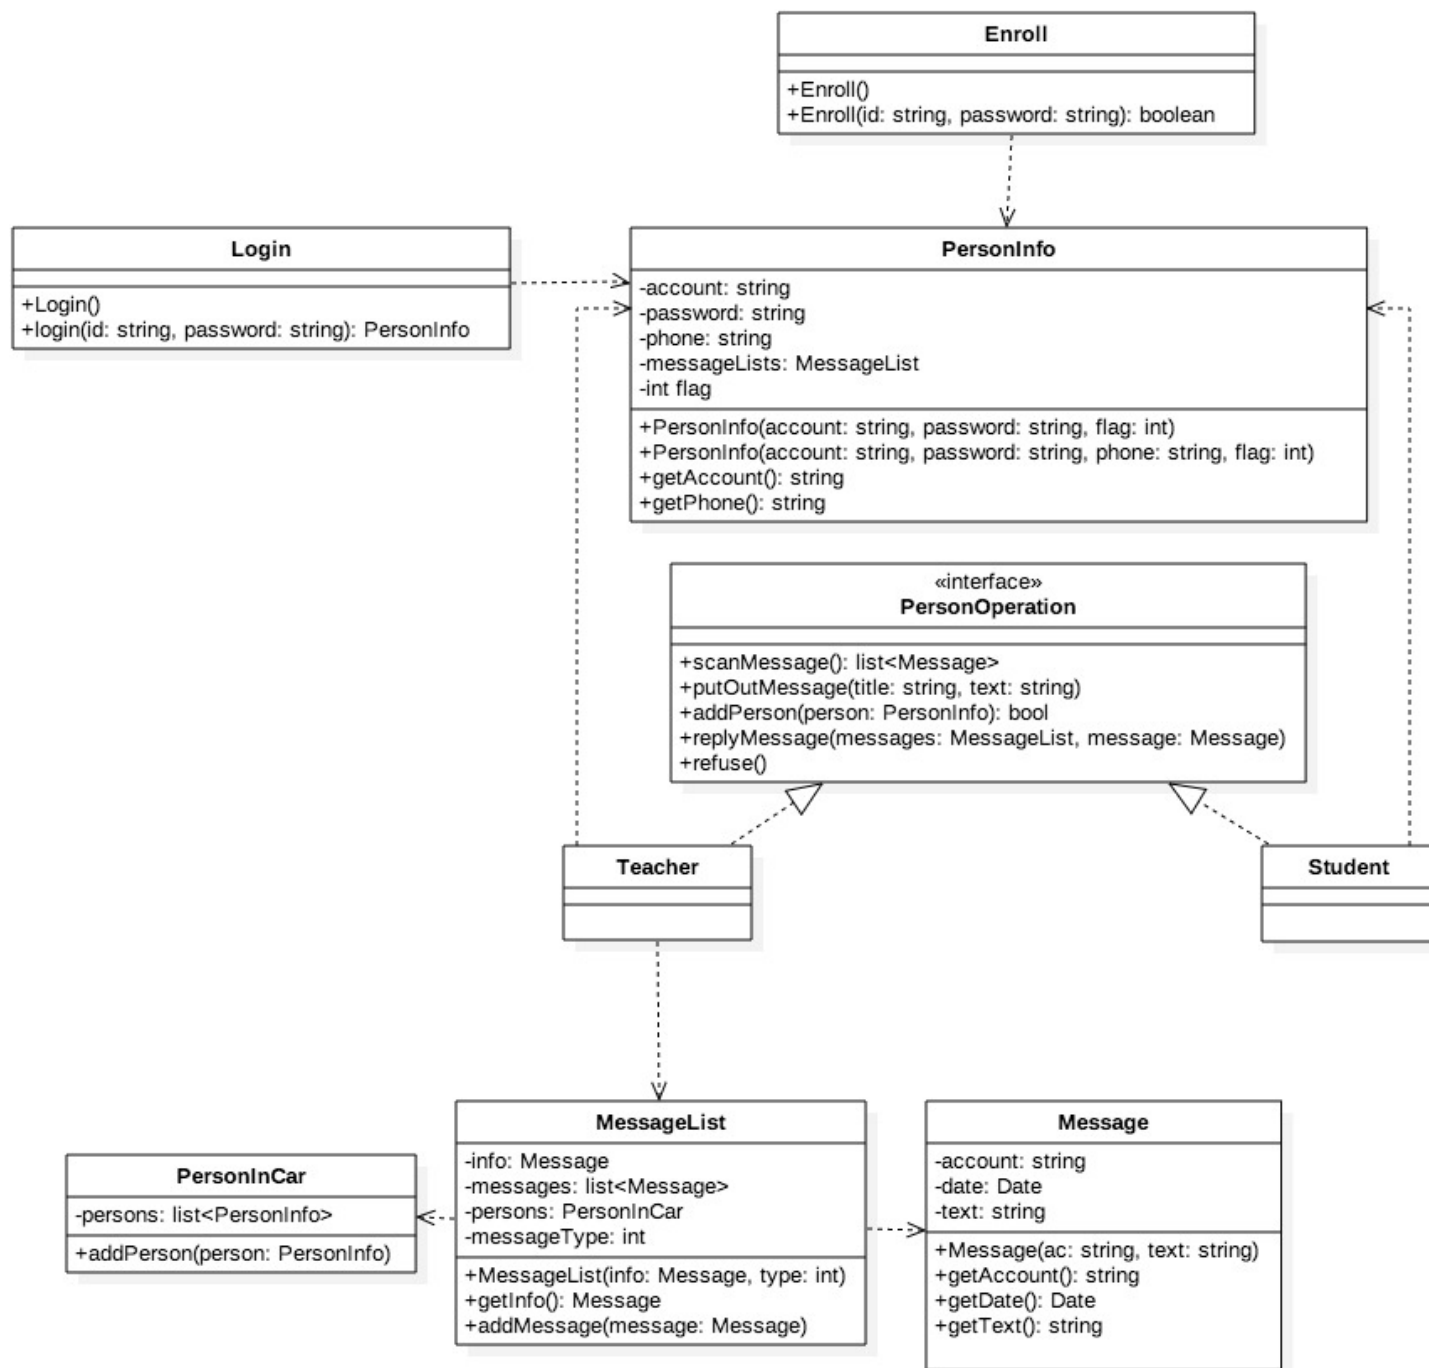 Enroll
+Enroll()
+Enroll(id: string, password: string): boolean
Login
+Login()
+login(id: string, password: string): PersonInfo
PersonInfo
-account: string
-password: string
-phone: string
-messageLists: MessageList
-int flag
+PersonInfo(account: string, password: string, flag: int)
+PersonInfo(account: string, password: string, phone: string, flag: int)
+getAccount(): string
+getPhone(): string
«interface»
PersonOperation
+scanMessage(): list<Message>
+putOutMessage(title: string, text: string)
+addPerson(person: PersonInfo): bool
+replyMessage(messages: MessageList, message: Message)
+refuse()
Teacher
Student
PersonInCar
-persons: list<PersonInfo>
+addPerson(person: PersonInfo)
MessageList
-info: Message
-messages: list<Message>
-persons: PersonInCar
-messageType: int
+MessageList(info: Message, type: int)
+getInfo(): Message
+addMessage(message: Message)
Message
-account: string
-date: Date
-text: string
+Message(ac: string, text: string)
+getAccount(): string
+getDate(): Date
+getText(): string